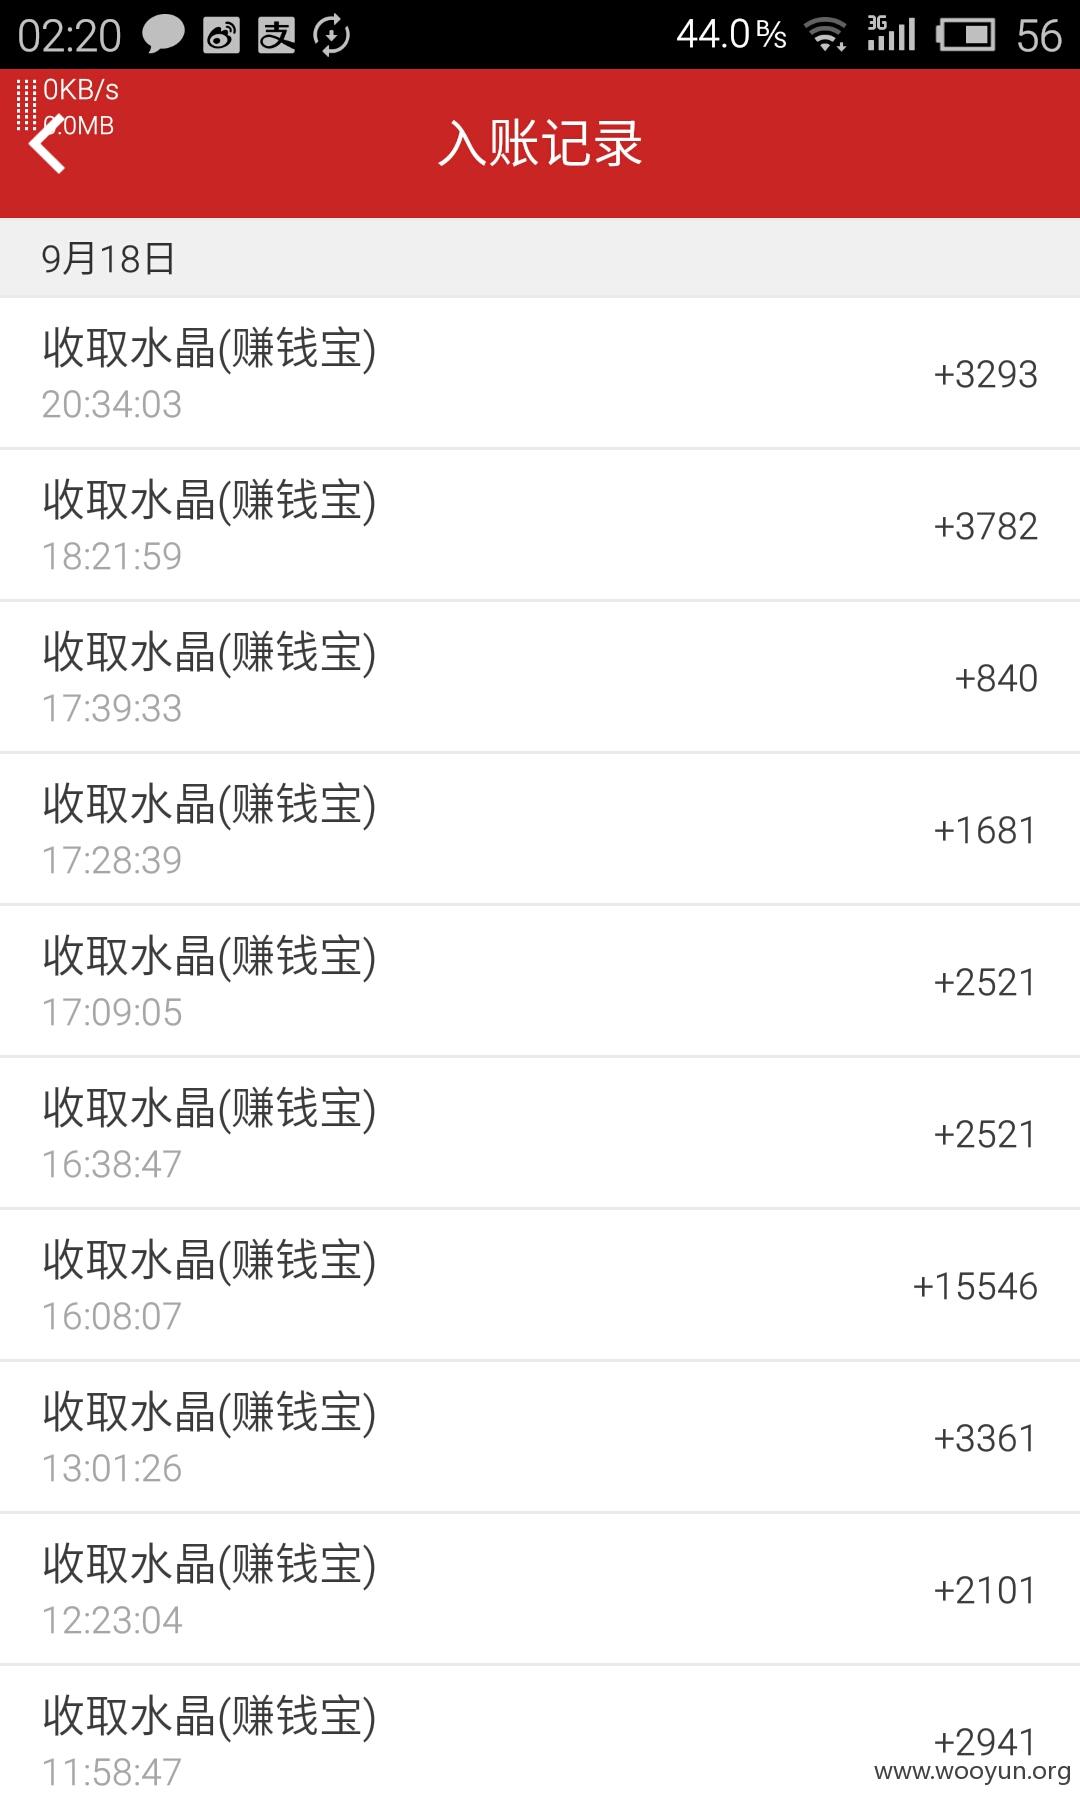 02:20 44.0 B/s 3G 56
0KB/s
0.0MB
入账记录
9月18日
收取水晶(赚钱宝)
+3293
20:34:03
收取水晶(赚钱宝)
+3782
18:21:59
收取水晶(赚钱宝)
+840
17:39:33
收取水晶(赚钱宝)
+1681
17:28:39
收取水晶(赚钱宝)
+2521
17:09:05
收取水晶(赚钱宝)
+2521
16:38:47
收取水晶(赚钱宝)
+15546
16:08:07
收取水晶(赚钱宝)
+3361
13:01:26
收取水晶(赚钱宝)
+2101
12:23:04
收取水晶(赚钱宝)
+2941
11:58:47
www.wooyun.org